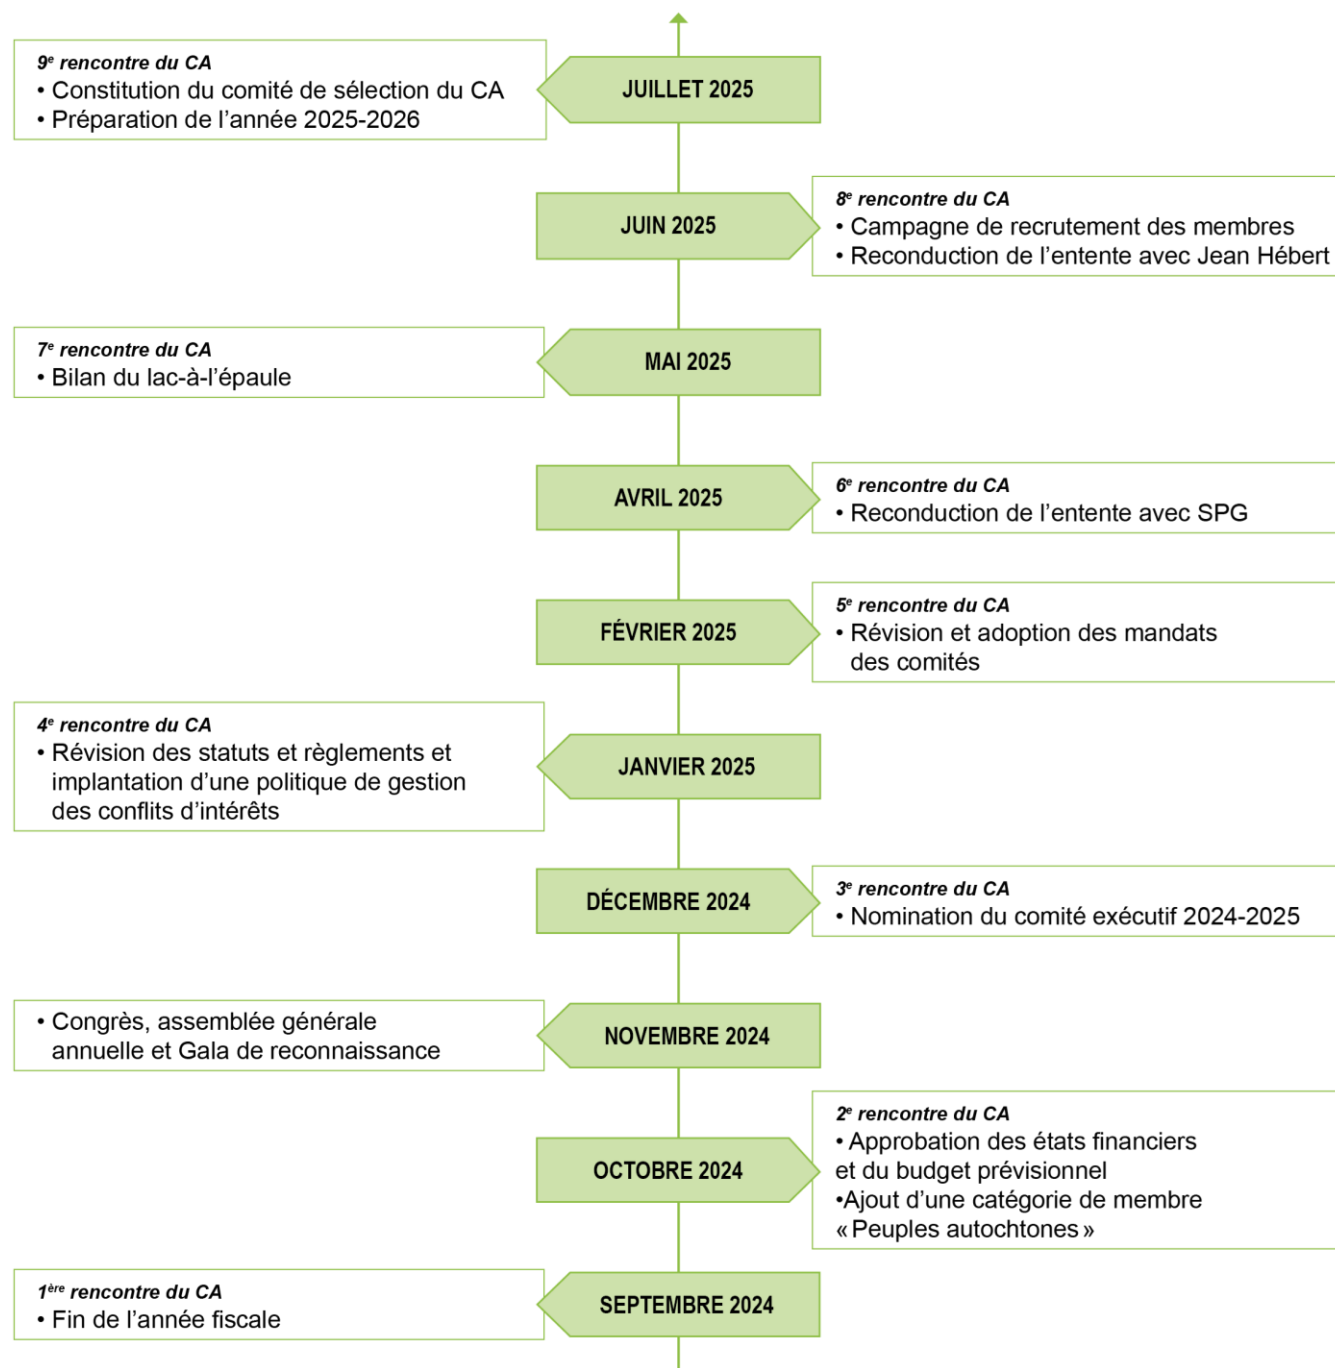 9e rencontre du CA
• Constitution du comité de sélection du CA
• Préparation de l’année 2025-2026
JUILLET 2025
8e rencontre du CA
• Campagne de recrutement des membres
• Reconduction de l’entente avec Jean Hébert
JUIN 2025
7e rencontre du CA
• Bilan du lac-à-l’épaule
MAI 2025
6e rencontre du CA
• Reconduction de l’entente avec SPG
AVRIL 2025
5e rencontre du CA
• Révision et adoption des mandats
des comités
FÉVRIER 2025
4e rencontre du CA
• Révision des statuts et règlements et
implantation d’une politique de gestion
des conflits d’intérêts
JANVIER 2025
3e rencontre du CA
• Nomination du comité exécutif 2024-2025
DÉCEMBRE 2024
• Congrès, assemblée générale
annuelle et Gala de reconnaissance
NOVEMBRE 2024
2e rencontre du CA
• Approbation des états financiers
et du budget prévisionnel
•Ajout d’une catégorie de membre
« Peuples autochtones »
OCTOBRE 2024
1ère rencontre du CA
• Fin de l’année fiscale
SEPTEMBRE 2024